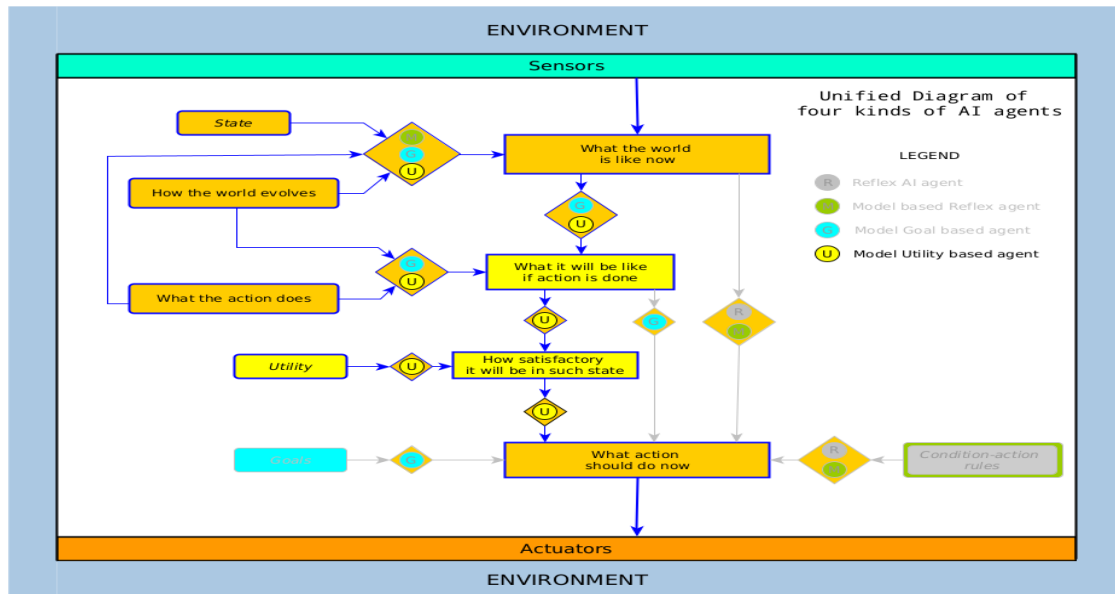 ENVIRONMENT
Sensors
Unified Diagram of
four kinds of AI agents
State
M
G
U
What the world
is like now
LEGEND
R Reflex AI agent
M Model based Reflex agent
G Model Goal based agent
U Model Utility based agent
How the world evolves
G
U
What the action does
G
U
What it will be like
if action is done
U
G
R
M
Utility
U
How satisfactory
it will be in such state
U
Goals
G
What action
should do now
R
M
Condition-action
rules
Actuators
ENVIRONMENT